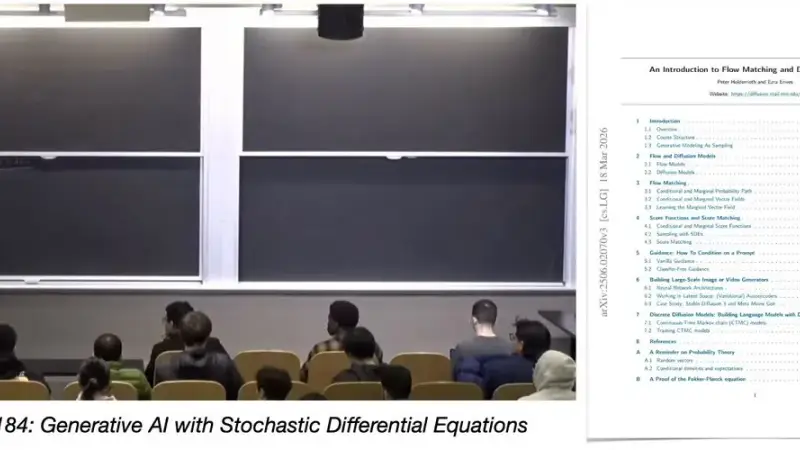 184: Generative AI with Stochastic Differential Equations
arXiv:2506.02070v3 [cs.LG] 18 Mar 2026
An Introduction to Flow Matching and D
Peter Holderrieth and Ezra Erives
Website: https://diffusion.csail.mit.edu/
1 Introduction
1.1 Overview
1.2 Course Structure
1.3 Generative Modeling As Sampling
2 Flow and Diffusion Models
2.1 Flow Models
2.2 Diffusion Models
3 Flow Matching
3.1 Conditional and Marginal Probability Path
3.2 Conditional and Marginal Vector Fields
3.3 Learning the Marginal Vector Field
4 Score Functions and Score Matching
4.1 Conditional and Marginal Score Functions
4.2 Sampling with SDEs
4.3 Score Matching
5 Guidance: How To Condition on a Prompt
5.1 Vanilla Guidance
5.2 Classifier-Free Guidance
6 Building Large-Scale Image or Video Generators
6.1 Neural Network Architectures
6.2 Working in Latent Space: (Variational) Autoencoders
6.3 Case Study: Stable Diffusion 3 and Meta Movie Gen
7 Discrete Diffusion Models: Building Language Models with D
7.1 Continuous-Time Markov chain (CTMC) models
7.2 Training CTMC models
8 References
A A Reminder on Probability Theory
A.1 Random vectors
A.2 Conditional densities and expectations
B A Proof of the Fokker-Planck equation
1